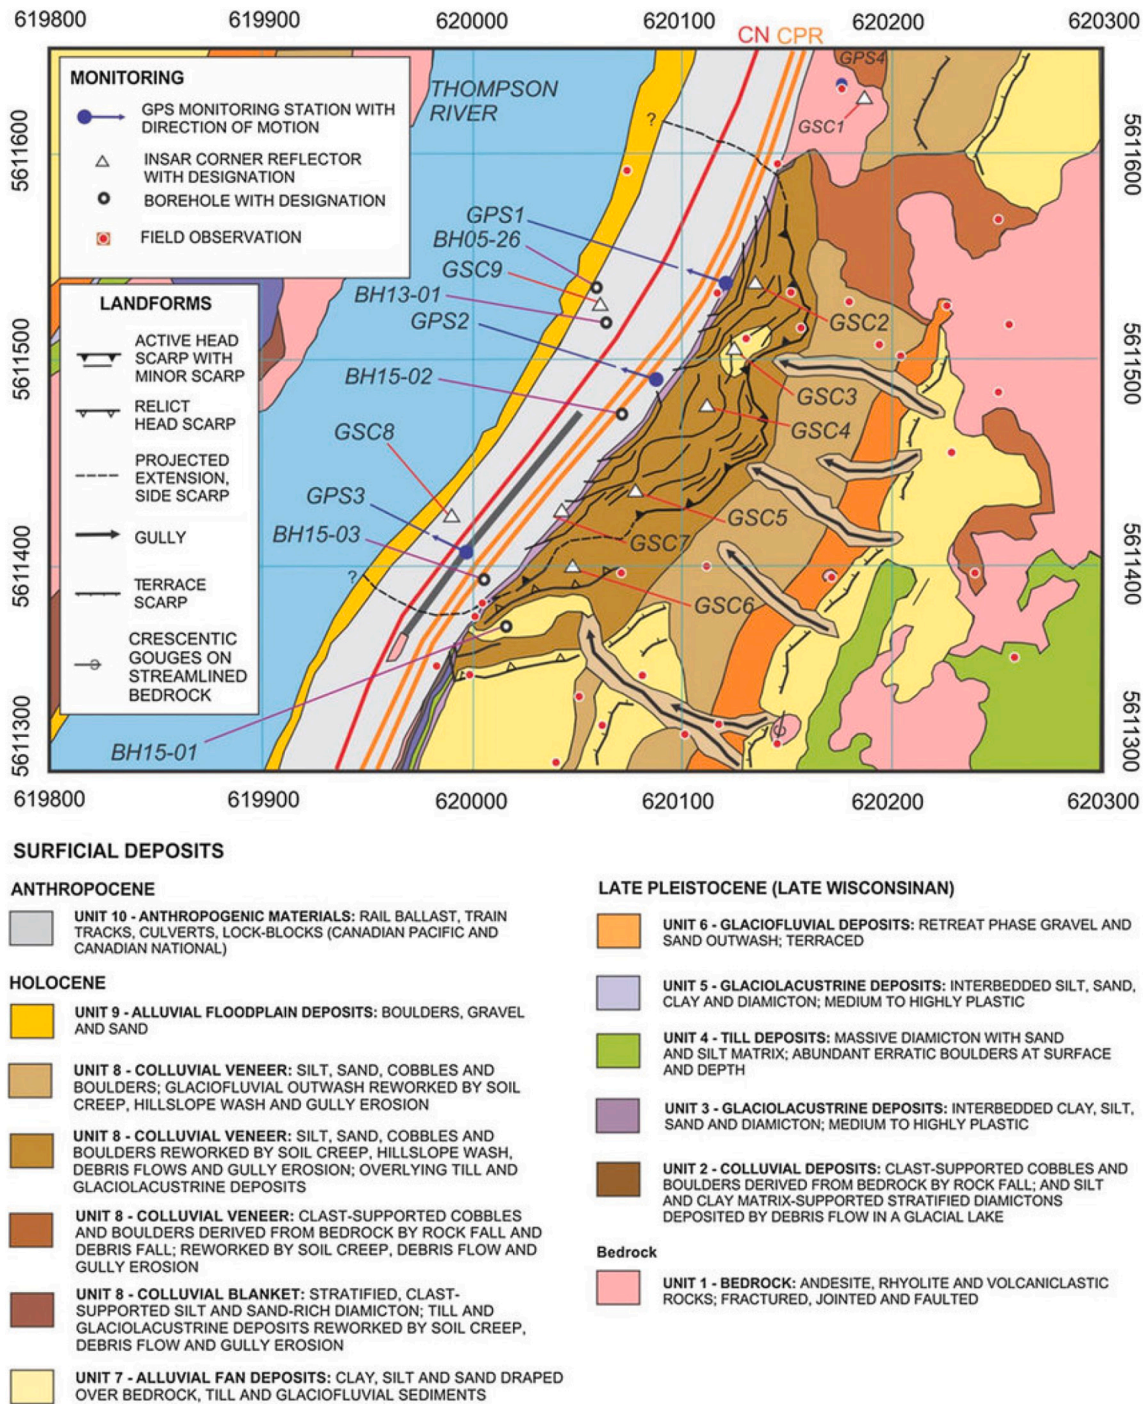 619800 619900 620000 620100 620200 620300
CN CPR
5611600
5611500
5611400
5611300
MONITORING
GPS MONITORING STATION WITH
DIRECTION OF MOTION
INSAR CORNER REFLECTOR
WITH DESIGNATION
BOREHOLE WITH DESIGNATION
FIELD OBSERVATION
LANDFORMS
ACTIVE HEAD
SCARP WITH
MINOR SCARP
RELICT
HEAD SCARP
PROJECTED
EXTENSION,
SIDE SCARP
GULLY
TERRACE
SCARP
CRESCENTIC
GOUGES ON
STREAMLINED
BEDROCK
THOMPSON
RIVER
GPS4
GSC1
?
GPS1
BH05-26
GSC9
BH13-01
GPS2
GSC2
BH15-02
GSC3
GSC4
GSC8
GPS3
GSC5
BH15-03
GSC7
?
GSC6
BH15-01
5611600
5611500
5611400
5611300
619800 619900 620000 620100 620200 620300
SURFICIAL DEPOSITS
ANTHROPOCENE
UNIT 10 - ANTHROPOGENIC MATERIALS: RAIL BALLAST, TRAIN
TRACKS, CULVERTS, LOCK-BLOCKS (CANADIAN PACIFIC AND
CANADIAN NATIONAL)
HOLOCENE
UNIT 9 - ALLUVIAL FLOODPLAIN DEPOSITS: BOULDERS, GRAVEL
AND SAND
UNIT 8 - COLLUVIAL VENEER: SILT, SAND, COBBLES AND
BOULDERS; GLACIOFLUVIAL OUTWASH REWORKED BY SOIL
CREEP, HILLSLOPE WASH AND GULLY EROSION
UNIT 8 - COLLUVIAL VENEER: SILT, SAND, COBBLES AND
BOULDERS REWORKED BY SOIL CREEP, HILLSLOPE WASH,
DEBRIS FLOWS AND GULLY EROSION; OVERLYING TILL AND
GLACIOLACUSTRINE DEPOSITS
UNIT 8 - COLLUVIAL VENEER: CLAST-SUPPORTED COBBLES
AND BOULDERS DERIVED FROM BEDROCK BY ROCK FALL AND
DEBRIS FALL; REWORKED BY SOIL CREEP, DEBRIS FLOW AND
GULLY EROSION
UNIT 8 - COLLUVIAL BLANKET: STRATIFIED, CLAST-
SUPPORTED SILT AND SAND-RICH DIAMICTON; TILL AND
GLACIOLACUSTRINE DEPOSITS REWORKED BY SOIL CREEP,
DEBRIS FLOW AND GULLY EROSION
UNIT 7 - ALLUVIAL FAN DEPOSITS: CLAY, SILT AND SAND DRAPED
OVER BEDROCK, TILL AND GLACIOFLUVIAL SEDIMENTS
LATE PLEISTOCENE (LATE WISCONSINAN)
UNIT 6 - GLACIOFLUVIAL DEPOSITS: RETREAT PHASE GRAVEL AND
SAND OUTWASH; TERRACED
UNIT 5 - GLACIOLACUSTRINE DEPOSITS: INTERBEDDED SILT, SAND,
CLAY AND DIAMICTON; MEDIUM TO HIGHLY PLASTIC
UNIT 4 - TILL DEPOSITS: MASSIVE DIAMICTON WITH SAND
AND SILT MATRIX; ABUNDANT ERRATIC BOULDERS AT SURFACE
AND DEPTH
UNIT 3 - GLACIOLACUSTRINE DEPOSITS: INTERBEDDED CLAY, SILT,
SAND AND DIAMICTON; MEDIUM TO HIGHLY PLASTIC
UNIT 2 - COLLUVIAL DEPOSITS: CLAST-SUPPORTED COBBLES AND
BOULDERS DERIVED FROM BEDROCK BY ROCK FALL; AND SILT
AND CLAY MATRIX-SUPPORTED STRATIFIED DIAMICTONS
DEPOSITED BY DEBRIS FLOW IN A GLACIAL LAKE
Bedrock
UNIT 1 - BEDROCK: ANDESITE, RHYOLITE AND VOLCANICLASTIC
ROCKS; FRACTURED, JOINTED AND FAULTED